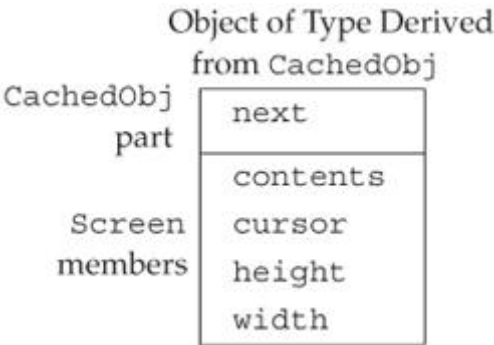 Object of Type Derived
from CachedObj
CachedObj
part
next
Screen
members
contents
cursor
height
width